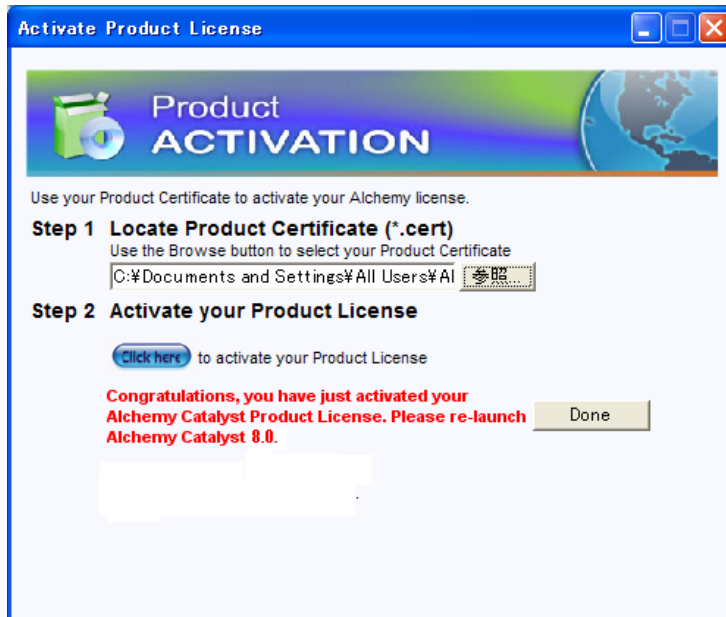 Activate Product License
Product
ACTIVATION
Use your Product Certificate to activate your Alchemy license.
Step 1 Locate Product Certificate (*.cert)
Use the Browse button to select your Product Certificate
C:¥Documents and Settings¥All Users¥Al 参照...
Step 2 Activate your Product License
Click here to activate your Product License
Congratulations, you have just activated your
Alchemy Catalyst Product License. Please re-launch Done
Alchemy Catalyst 8.0.
.